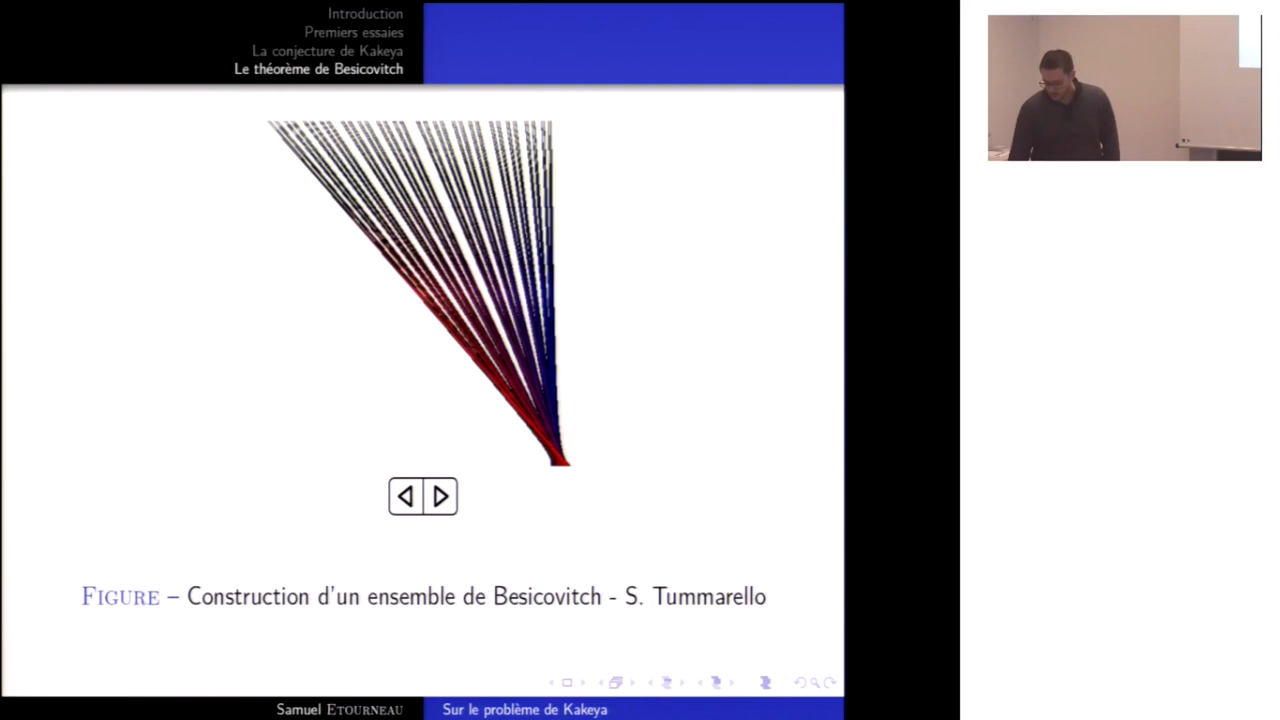 Introduction
Premiers essaies
La conjecture de Kakeya
Le théorème de Besicovitch
FIGURE – Construction d'un ensemble de Besicovitch - S. Tummarello
Samuel ETOURNEAU
Sur le problème de Kakeya